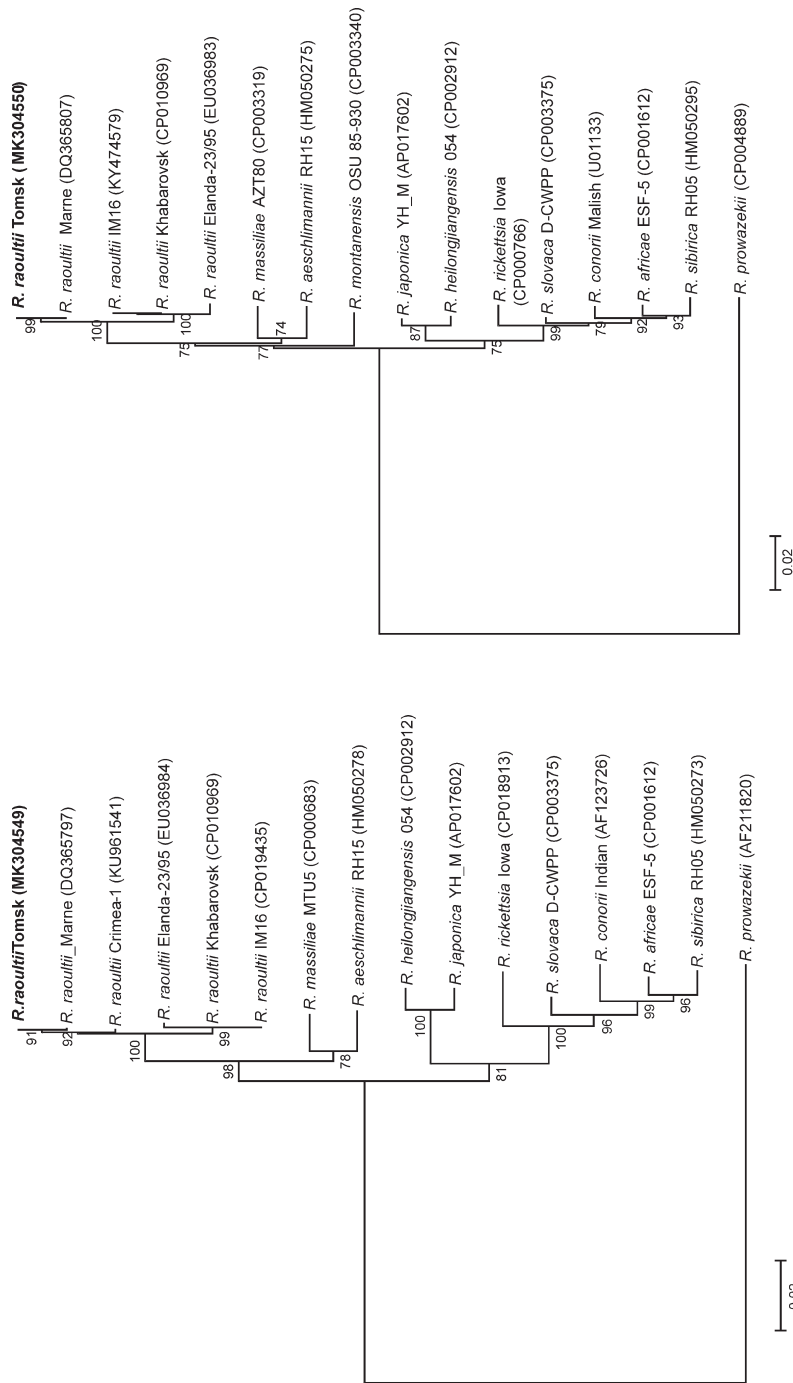 R. raoultii Tomsk (MK304550)
99
R. raoultii Marne (DQ365807)
100
R. raoultii IM16 (KY474579)
R. raoultii Khabarovsk (CP010969)
100
R. raoultii Elanda-23/95 (EU036983)
75
R. massiliae AZT80 (CP003319)
74
77
R. aeschlimannii RH15 (HM050275)
R. montanensis OSU 85-930 (CP003340)
R. japonica YH_M (AP017602)
87
R. heilongjiangensis 054 (CP002912)
75
R. rickettsia Iowa
(CP000766)
R. slovaca D-CWPP (CP003375)
99
R. conorii Malish (U01133)
79
R. africae ESF-5 (CP001612)
92
93
R. sibirica RH05 (HM050295)
R. prowazekii (CP004889)
0.02
R.raoultiiTomsk (MK304549)
91
R. raoultii_Marne (DQ365797)
92
R. raoultii Crimea-1 (KU961541)
100
R. raoultii Elanda-23/95 (EU036984)
R. raoultii Khabarovsk (CP010969)
99
R. raoultii IM16 (CP019435)
98
R. massiliae MTU5 (CP000683)
78
R. aeschlimannii RH15 (HM050278)
R. heilongjiangensis 054 (CP002912)
100
R. japonica YH_M (AP017602)
81
R. rickettsia Iowa (CP018913)
R. slovaca D-CWPP (CP003375)
100
R. conorii Indian (AF123726)
96
R. africae ESF-5 (CP001612)
99
96
R. sibirica RH05 (HM050273)
R. prowazekii (AF211820)